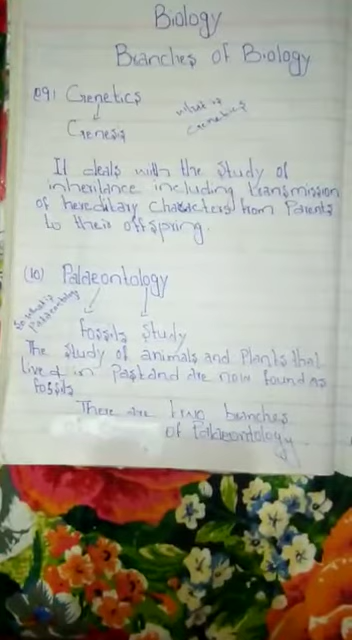 Biology
Branches of Biology
(9) Genetics
what is
Genetics
Genesis
It deals with the study of
inheritance including transmission
of hereditary Characters from Parents
to their offspring.
(10) Palaeontology
what is
Palaeontology
fossils Study
The study of animals and Plants that
lived in Past and are now found as
fossils
There are two branches
of Palaeontology